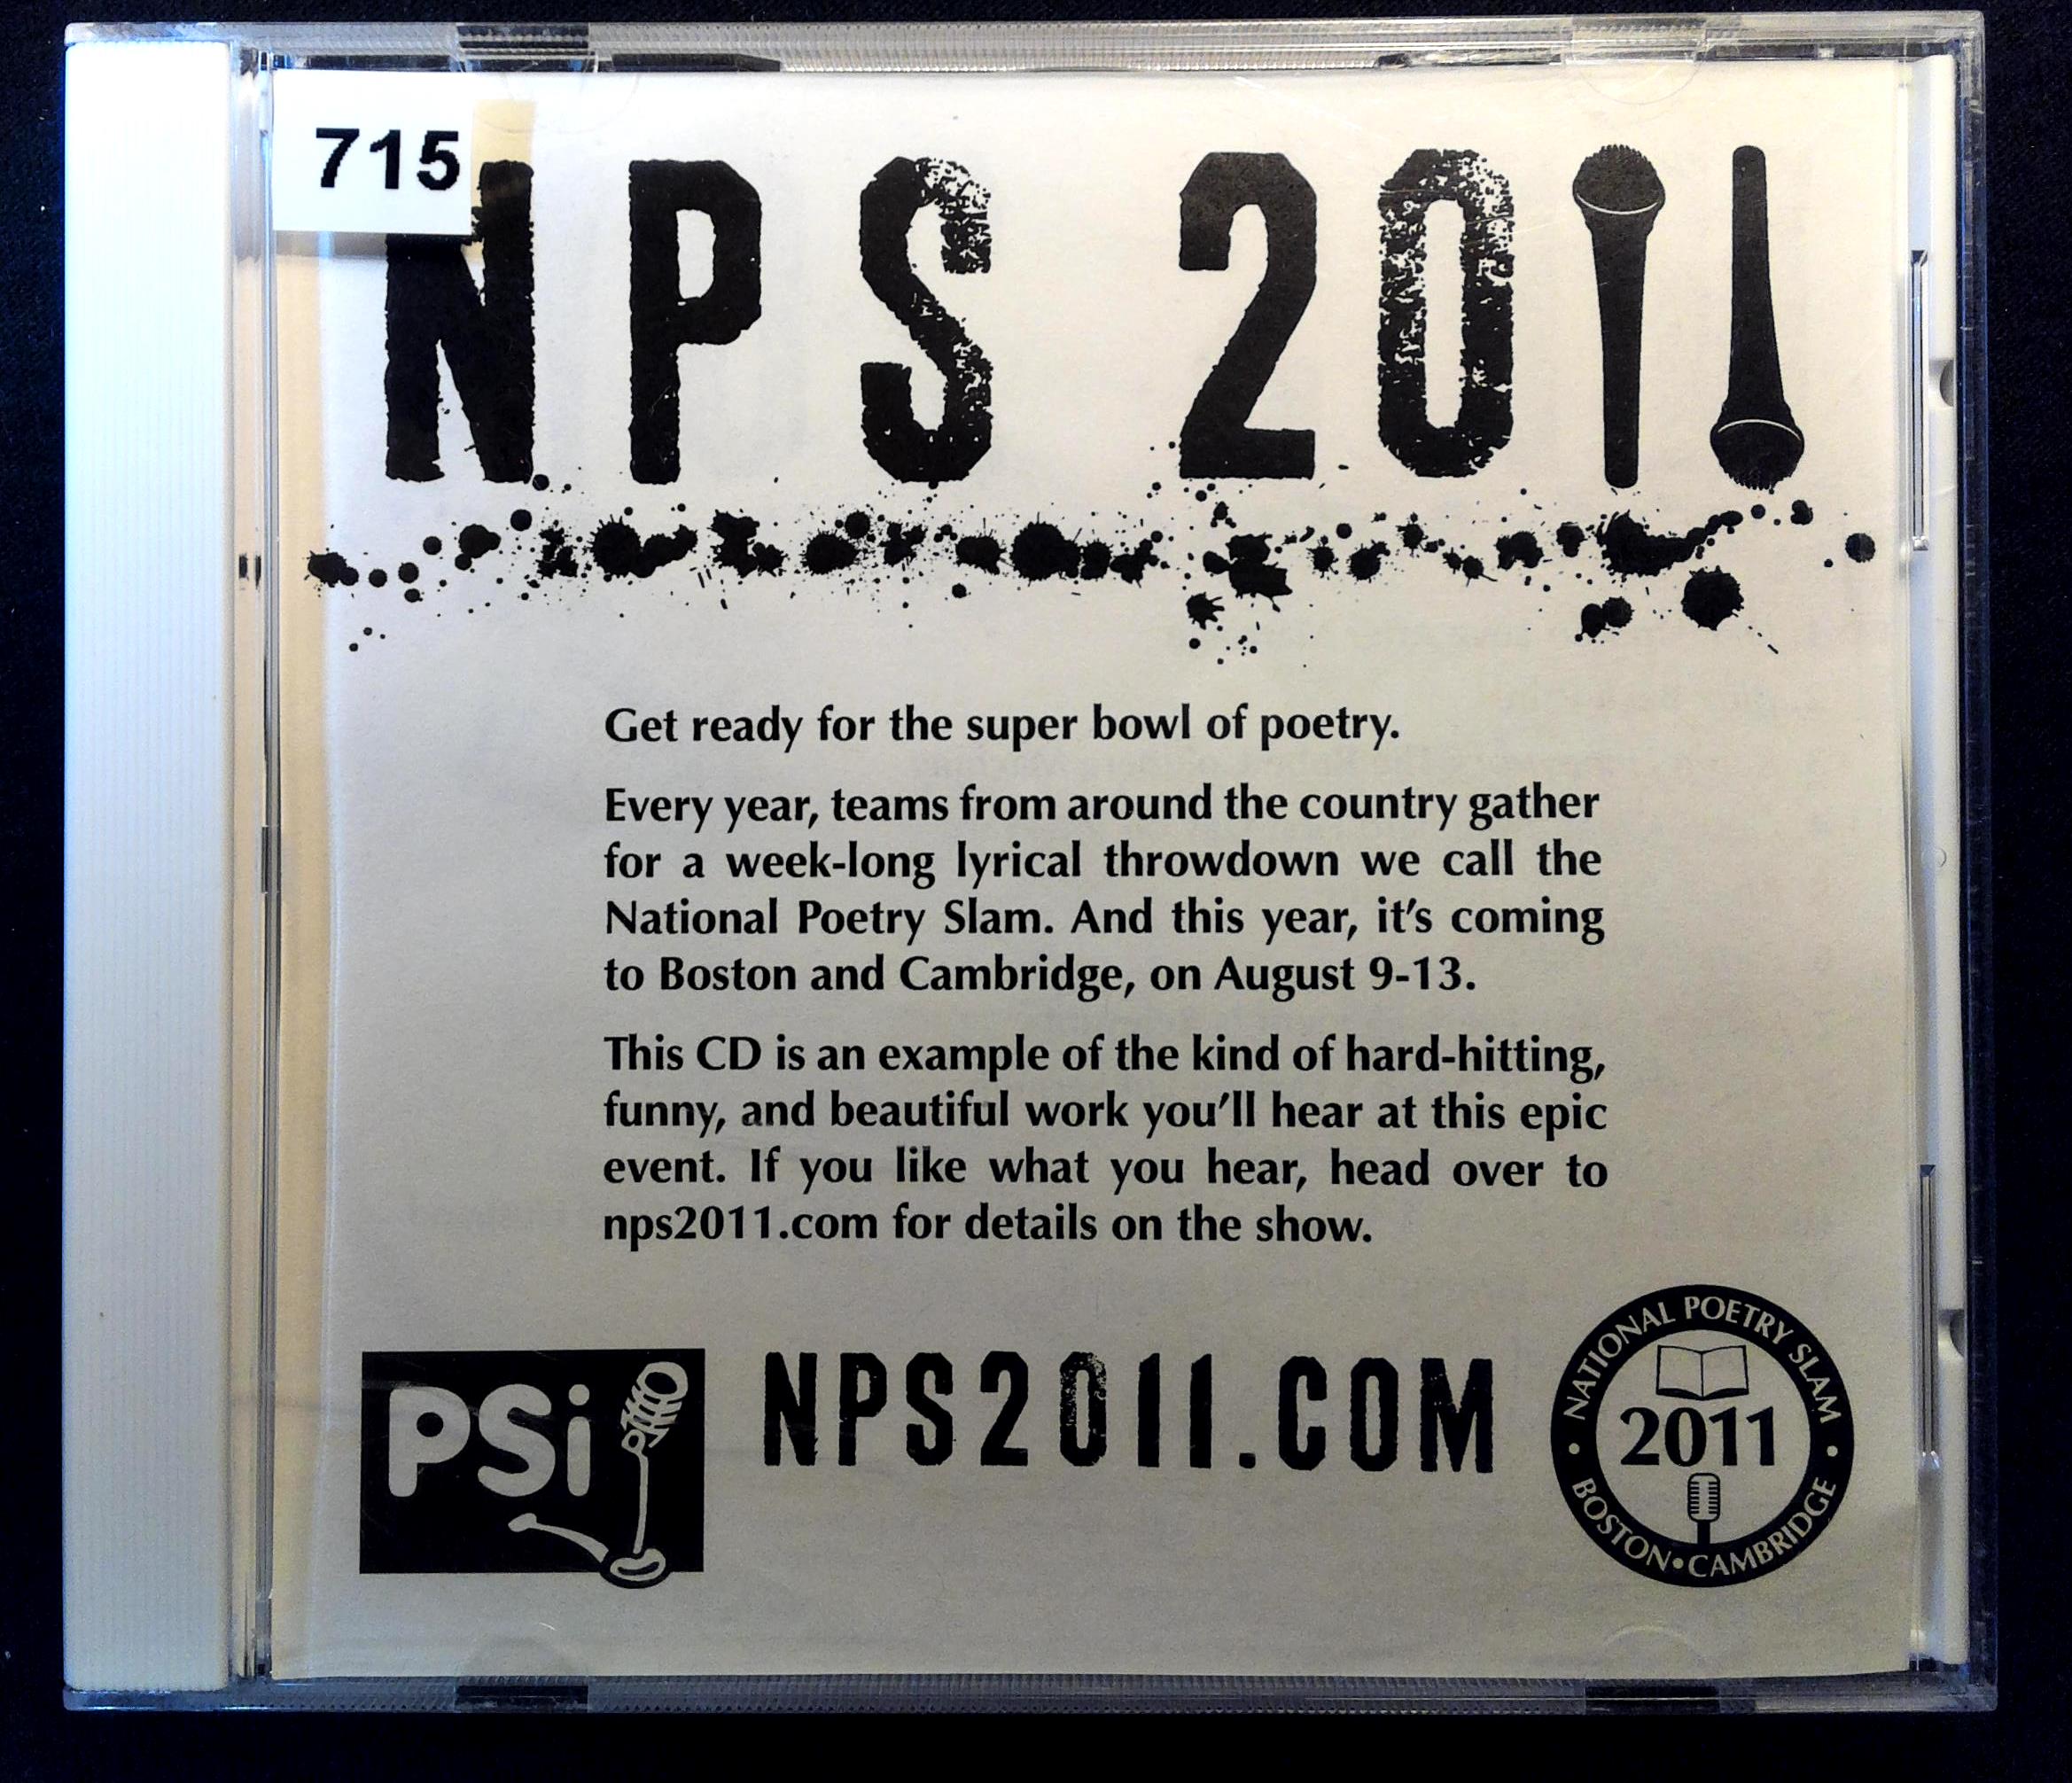 715
NPS 2011
Get ready for the super bowl of poetry.
Every year, teams from around the country gather
for a week-long lyrical throwdown we call the
National Poetry Slam. And this year, it's coming
to Boston and Cambridge, on August 9-13.
This CD is an example of the kind of hard-hitting,
funny, and beautiful work you'll hear at this epic
event. If you like what you hear, head over to
nps2011.com for details on the show.
PSi
NPS2011.COM
NATIONAL POETRY SLAM
2011
BOSTON•CAMBRIDGE